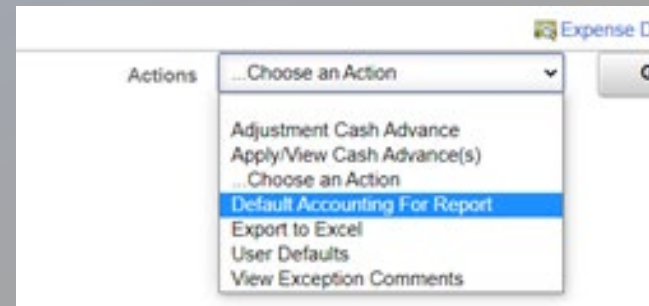 Expense D
Actions ...Choose an Action
Adjustment Cash Advance
Apply/View Cash Advance(s)
...Choose an Action
Default Accounting For Report
Export to Excel
User Defaults
View Exception Comments